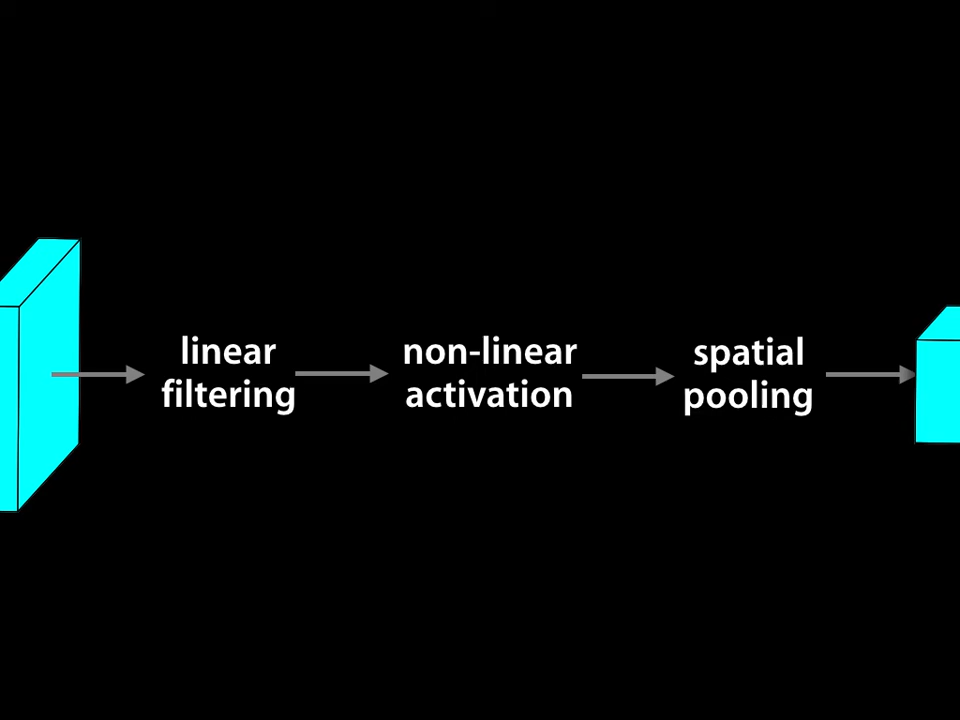 linear
filtering
non-linear
activation
spatial
pooling